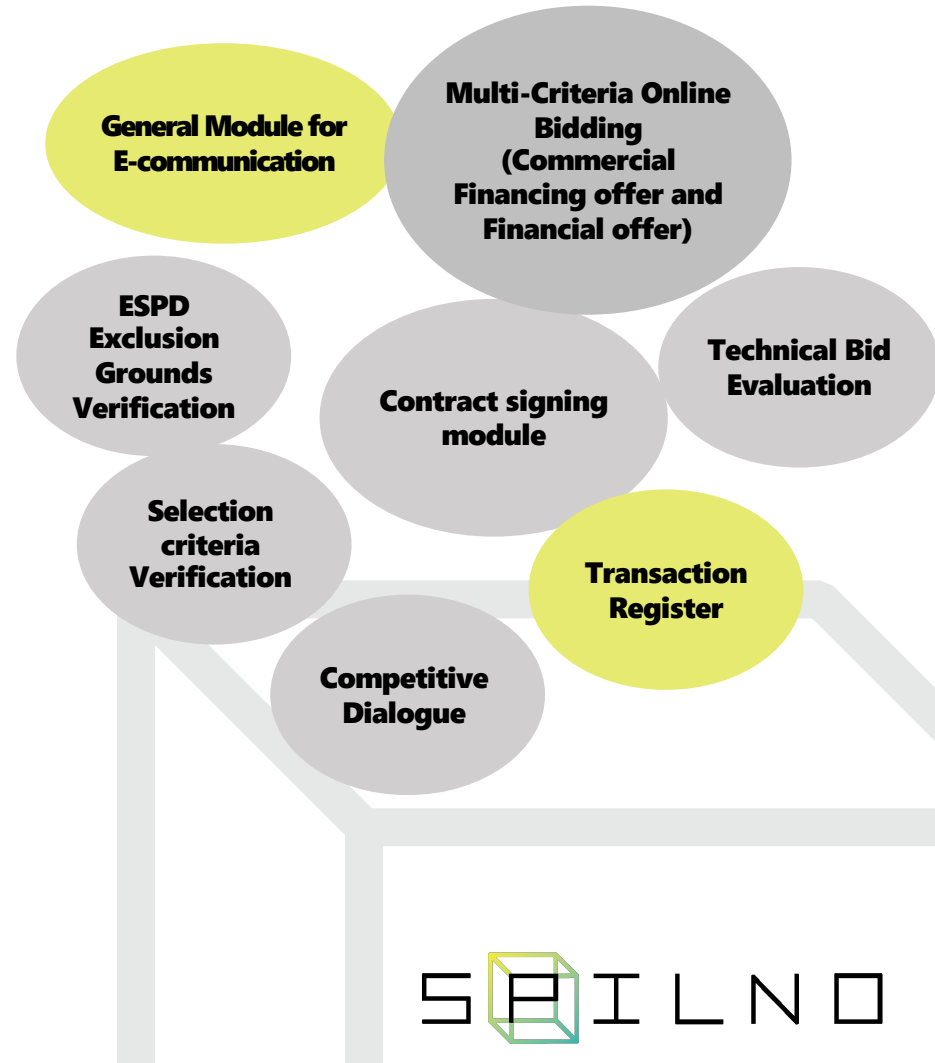 General Module for
E-communication
Multi-Criteria Online
Bidding
(Commercial
Financing offer and
Financial offer)
ESPD
Exclusion
Grounds
Verification
Contract signing
module
Technical Bid
Evaluation
Selection
criteria
Verification
Transaction
Register
Competitive
Dialogue
SPILNO